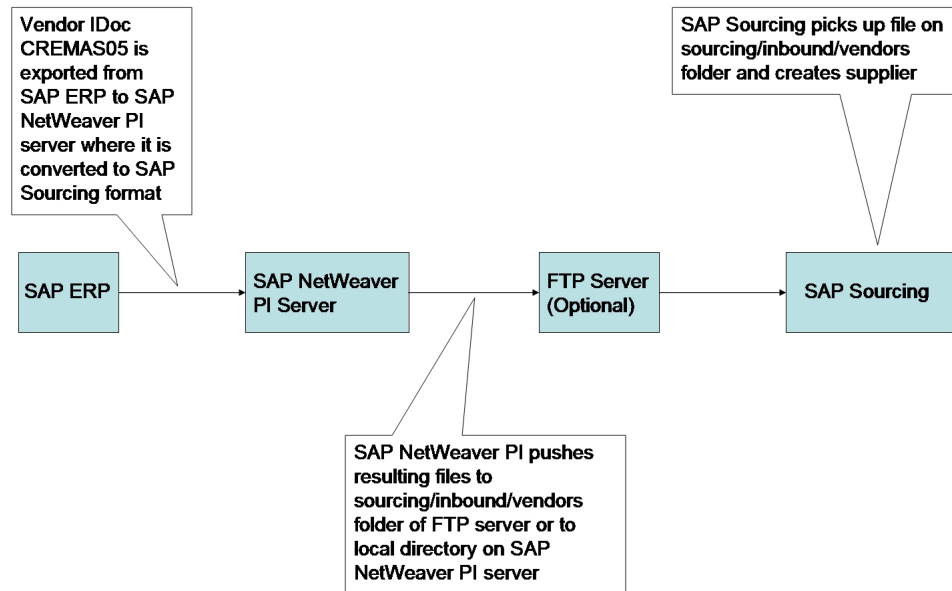 Vendor IDoc
CREMAS05 is
exported from
SAP ERP to SAP
NetWeaver PI
server where it is
converted to SAP
Sourcing format
SAP Sourcing picks up file on
sourcing/inbound/vendors
folder and creates supplier
SAP ERP
SAP NetWeaver
PI Server
FTP Server
(Optional)
SAP Sourcing
SAP NetWeaver PI pushes
resulting files to
sourcing/inbound/vendors
folder of FTP server or to
local directory on SAP
NetWeaver PI server